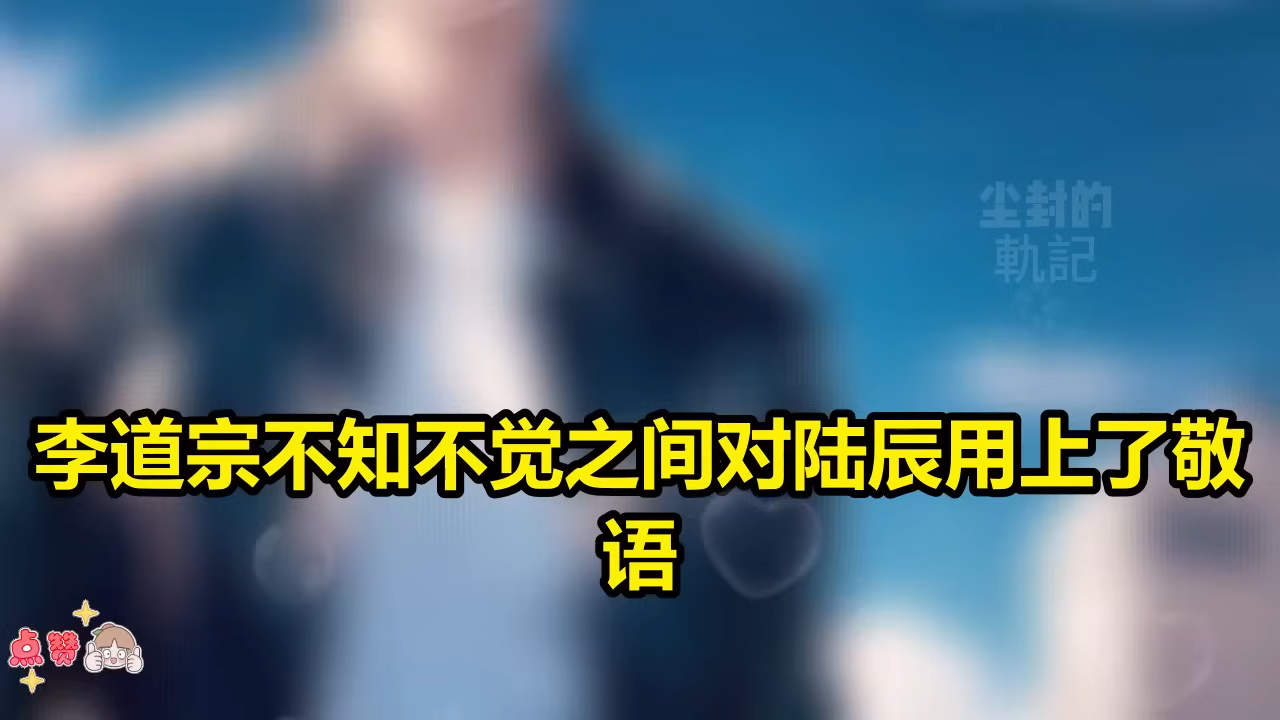 尘封的
軌記
李道宗不知不觉之间对陆辰用上了敬
语
点赞